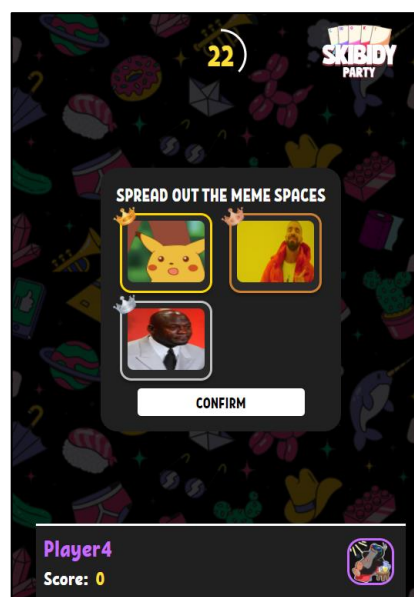 22
SKIBIDY
PARTY
SPREAD OUT THE MEME SPACES
CONFIRM
Player4
Score: 0